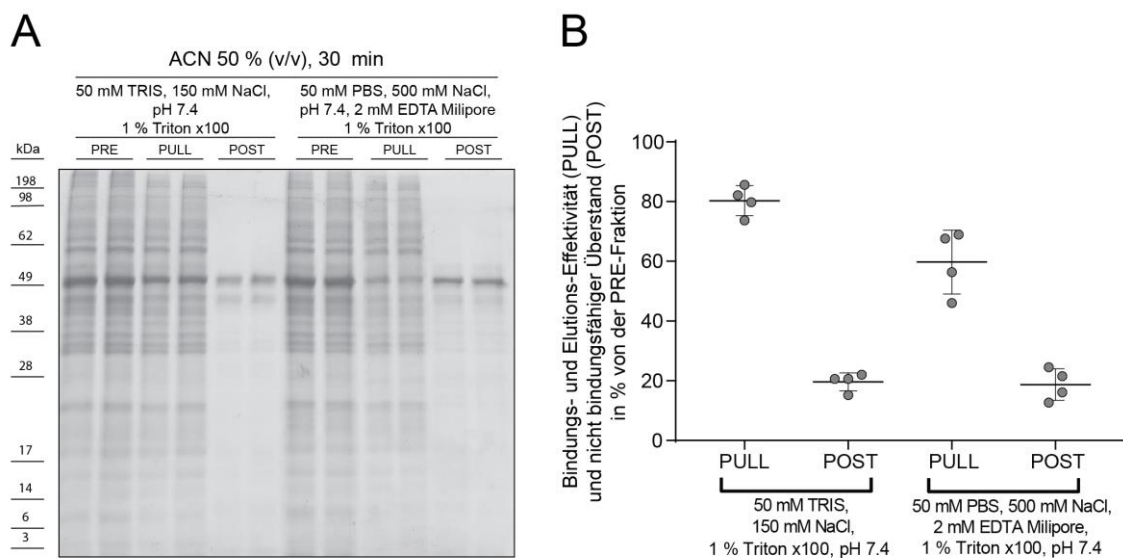 A
ACN 50 % (v/v), 30 min
50 mM TRIS, 150 mM NaCl,
pH 7.4
1 % Triton x100
50 mM PBS, 500 mM NaCl,
pH 7.4, 2 mM EDTA Milipore
1 % Triton x100
kDa
PRE
PULL
POST
PRE
PULL
POST
198
98
62
49
38
28
17
14
6
3
B
Bindungs- und Elutions-Effektivität (PULL)
und nicht bindungsfähiger Überstand (POST)
in % von der PRE-Fraktion
100
80
60
40
20
0
PULL
POST
PULL
POST
50 mM TRIS,
150 mM NaCl,
1 % Triton x100, pH 7.4
50 mM PBS, 500 mM NaCl,
2 mM EDTA Milipore,
1 % Triton x100, pH 7.4